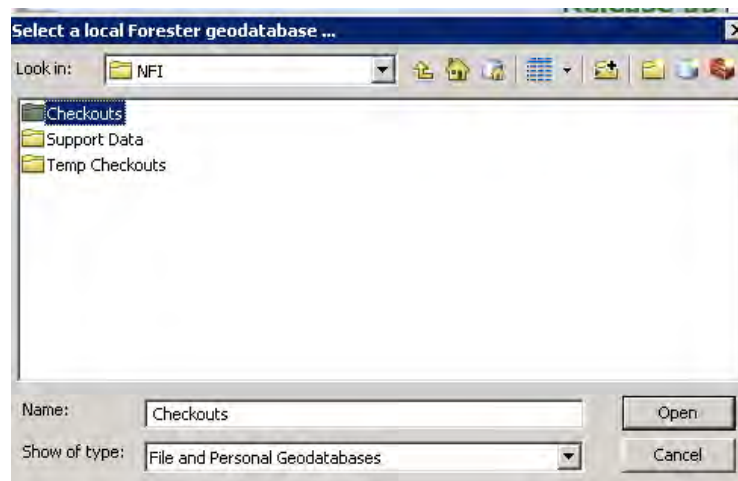 Select a local Forester geodatabase ...
Look in: NFI
Checkouts
Support Data
Temp Checkouts
Name: Checkouts Open
Show of type: File and Personal Geodatabases Cancel